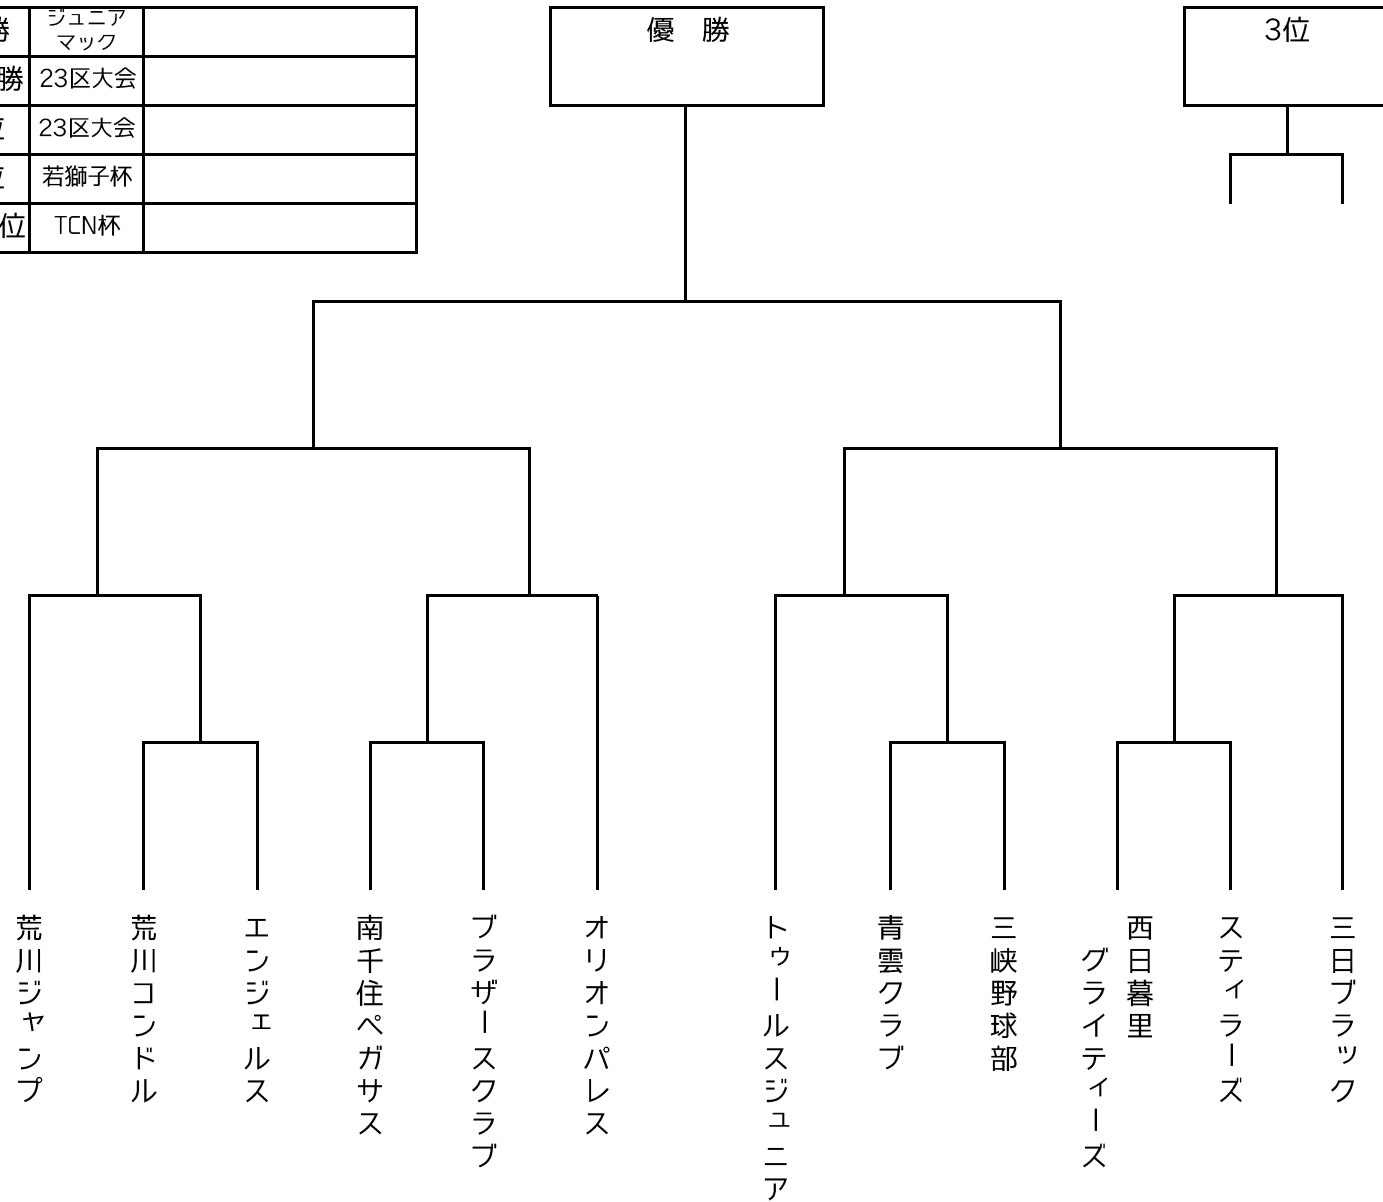 勝
ジュニア
マック
勝
23区大会
23区大会
若獅子杯
位
TCN杯
優 勝
3位
荒川ジャンプ
荒川コンドル
エンジェルス
南千住ペガサス
ブラザースクラブ
オリオンパレス
トゥールスジュニア
青雲クラブ
三峡野球部
西日暮里
グライティーズ
スティラーズ
三日ブラック